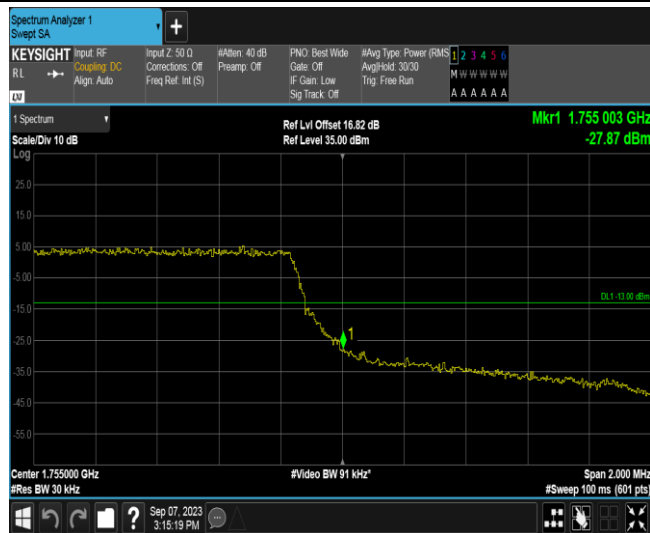 Spectrum Analyzer 1
Swept SA
KEYSIGHT
RL
LXI
Input: RF
Coupling: DC
Align: Auto
Input Z: 50 Ω
Corrections: Off
Freq Ref: Int (S)
#Atten: 40 dB
Preamp: Off
PNO: Best Wide
Gate: Off
IF Gain: Low
Sig Track: Off
#Avg Type: Power (RMS
Avg|Hold: 30/30
Trig: Free Run
1 2 3 4 5 6
M W W W W W
A A A A A A
1 Spectrum
Scale/Div 10 dB
Log
Ref Lvl Offset 16.82 dB
Ref Level 35.00 dBm
Mkr1 1.755 003 GHz
-27.87 dBm
25.0
15.0
5.00
-5.00
-15.0
-25.0
-35.0
-45.0
-55.0
DL1 -13.00 dBm
1
Center 1.755000 GHz
#Res BW 30 kHz
#Video BW 91 kHz*
Span 2.000 MHz
#Sweep 100 ms (601 pts)
?
Sep 07, 2023
3:15:19 PM